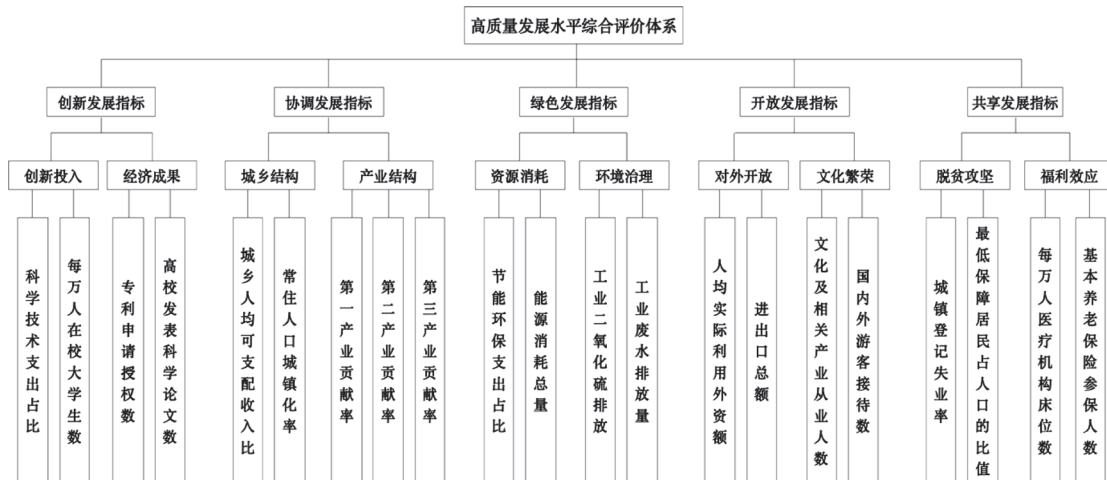 高质量发展水平综合评价体系
创新发展指标
协调发展指标
绿色发展指标
开放发展指标
共享发展指标
创新投入
经济成果
城乡结构
产业结构
资源消耗
环境治理
对外开放
文化繁荣
脱贫攻坚
福利效应
科学技术支出占比
每万人在校大学生数
专利申请授权数
高校发表科学论文数
城乡人均可支配收入比
常住人口城镇化率
第一产业贡献率
第二产业贡献率
第三产业贡献率
节能环保支出占比
能源消耗总量
工业二氧化硫排放
工业废水排放量
人均实际利用外资额
进出口总额
文化及相关产业从业人数
国内外游客接待数
城镇登记失业率
最低保障居民占人口的比值
每万人医疗机构床位数
基本养老保险参保人数